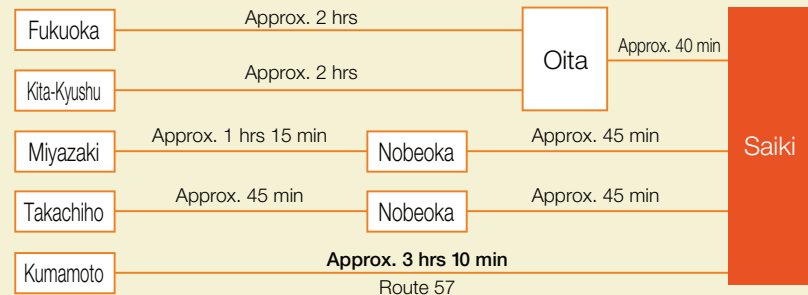 Fukuoka
Approx. 2 hrs
Oita
Approx. 40 min
Kita-Kyushu
Approx. 2 hrs
Miyazaki
Approx. 1 hrs 15 min
Nobeoka
Approx. 45 min
Saiki
Takachiho
Approx. 45 min
Nobeoka
Approx. 45 min
Kumamoto
Approx. 3 hrs 10 min
Route 57